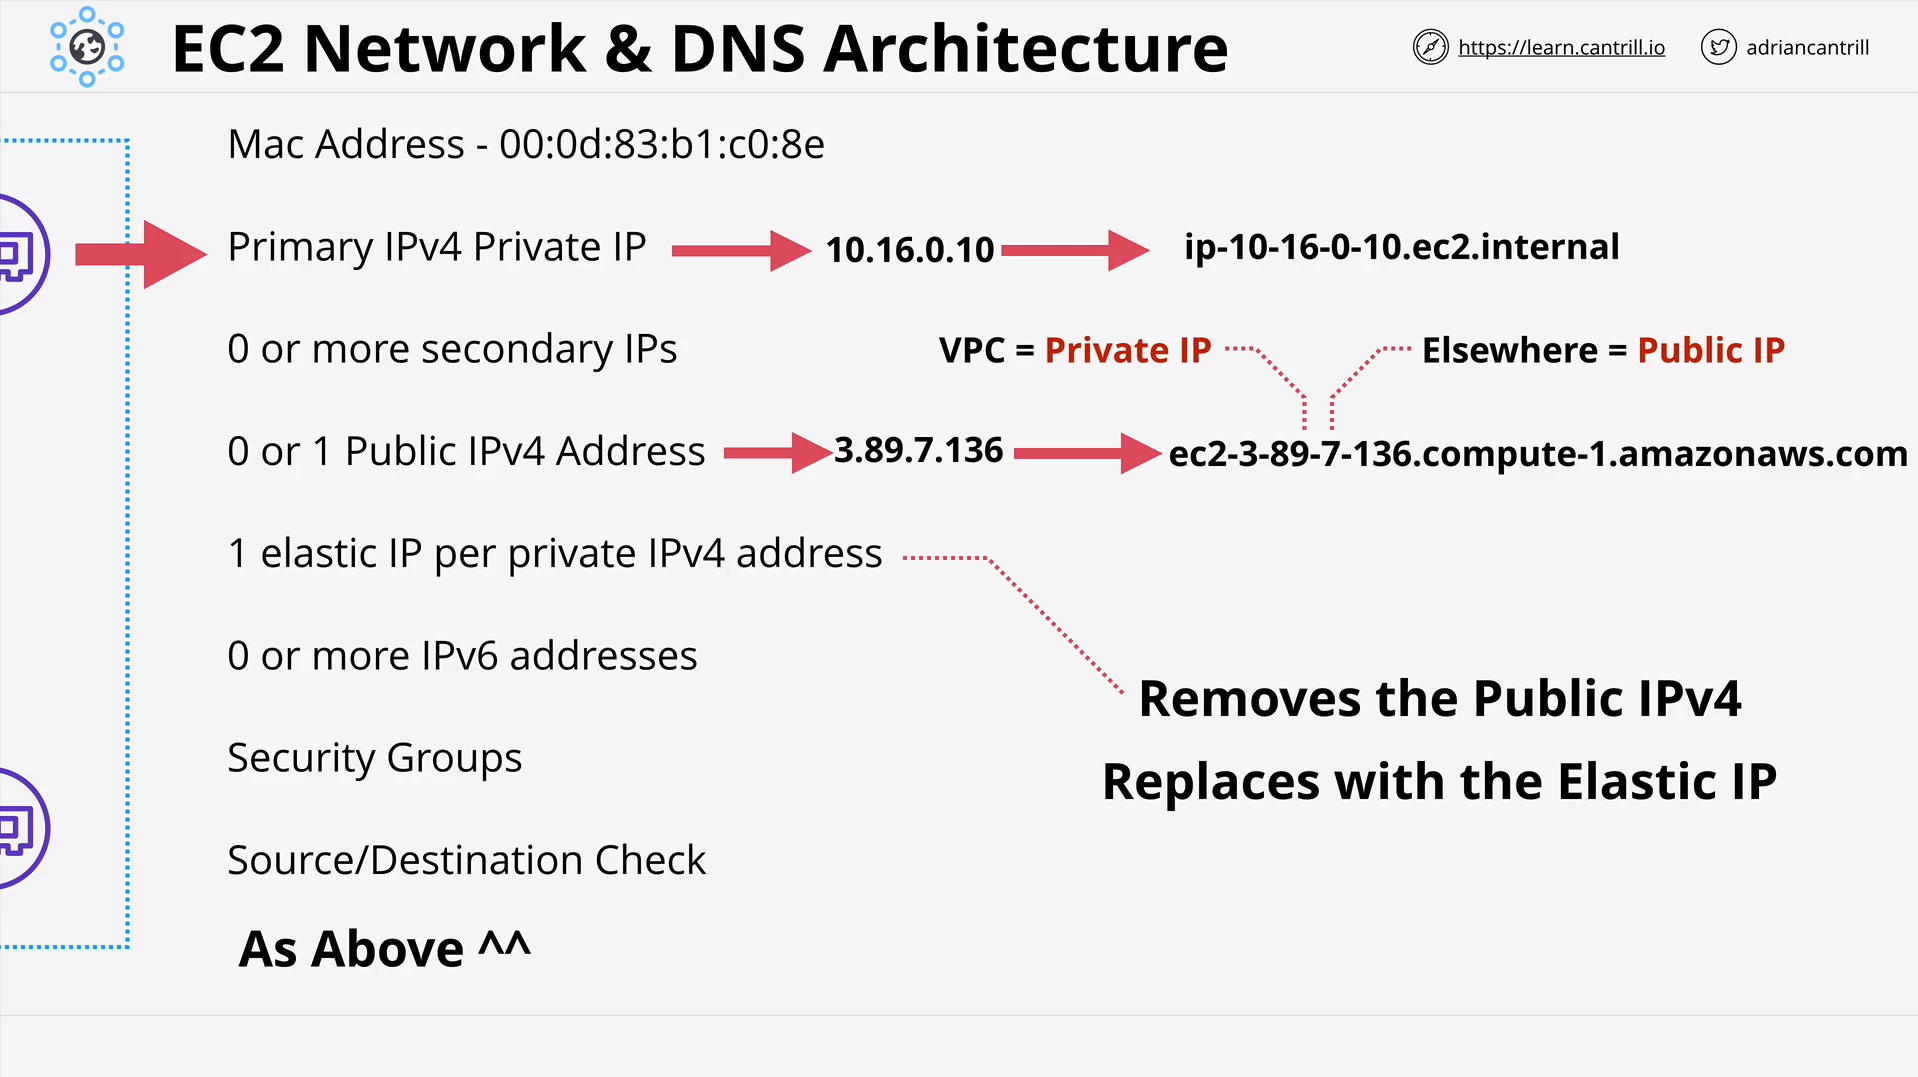 EC2 Network & DNS Architecture
https://learn.cantrill.io
adriancantrill
Mac Address - 00:0d:83:b1:c0:8e
Primary IPv4 Private IP
10.16.0.10
ip-10-16-0-10.ec2.internal
0 or more secondary IPs
VPC = Private IP
Elsewhere = Public IP
0 or 1 Public IPv4 Address
3.89.7.136
ec2-3-89-7-136.compute-1.amazonaws.com
1 elastic IP per private IPv4 address
0 or more IPv6 addresses
Removes the Public IPv4
Replaces with the Elastic IP
Security Groups
Source/Destination Check
As Above ^^